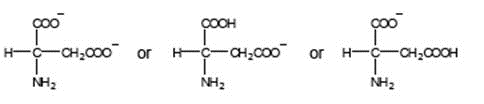 COO⁻ COOH COO⁻
H—C—CH₂COO⁻ or H—C—CH₂COO⁻ or H—C—CH₂COOH
NH₂ NH₂ NH₂